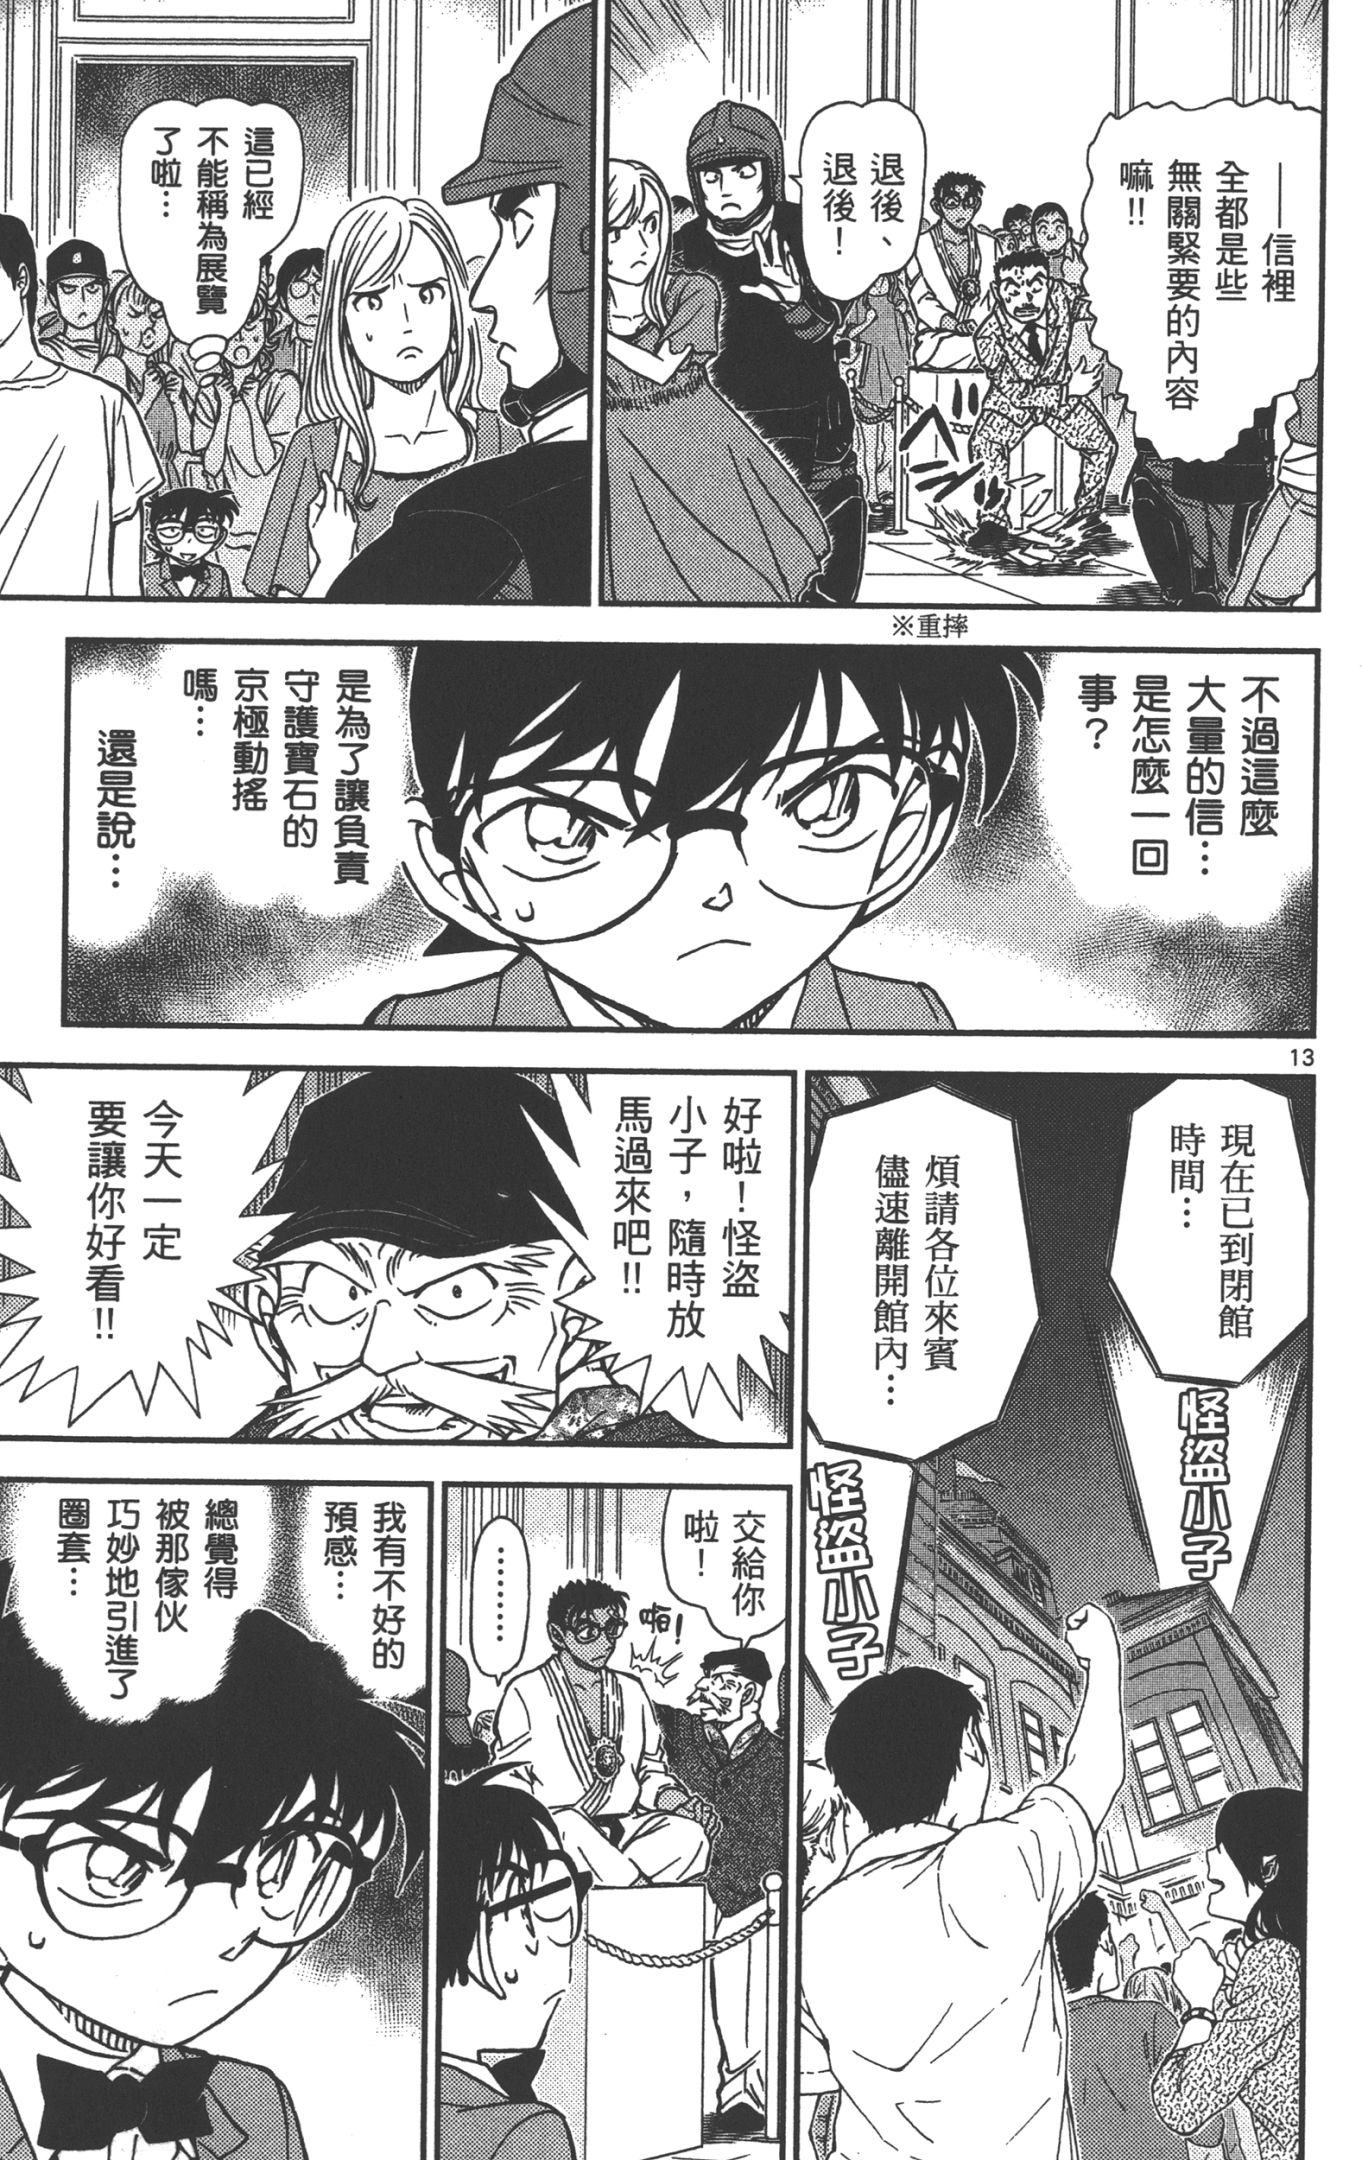 ——信裡
全都是些
無關緊要的內容
嘛!!
退後、
退後！
※重摔
這已經
不能稱為展覽
了啦…
不過這麼
大量的信…
是怎麼一回
事？
是為了讓負責
守護寶石的
京極動搖
嗎…
還是說…
13
現在已到閉館
時間…
煩請各位來賓
儘速離開館內…
怪盜小子
怪盜小子
好啦！怪盜
小子，隨時放
馬過來吧!!
今天一定
要讓你好看!!
交給你
啦！
嗯！
………
我有不好的
預感…
總覺得
被那傢伙
巧妙地引進了
圈套…